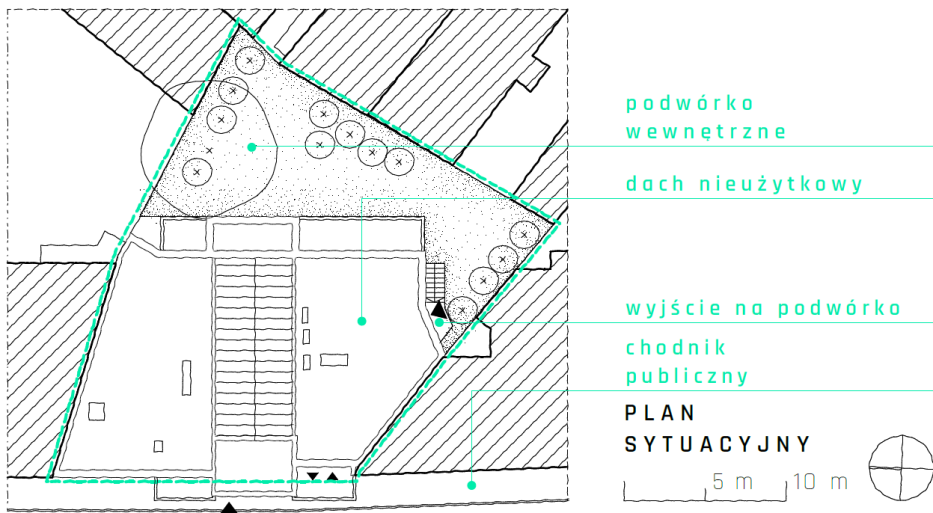 podwórko
wewnętrzne
dach nieużytkowy
wyjście na podwórko
chodnik
publiczny
PLAN
SYTUACYJNY
5 m 10 m